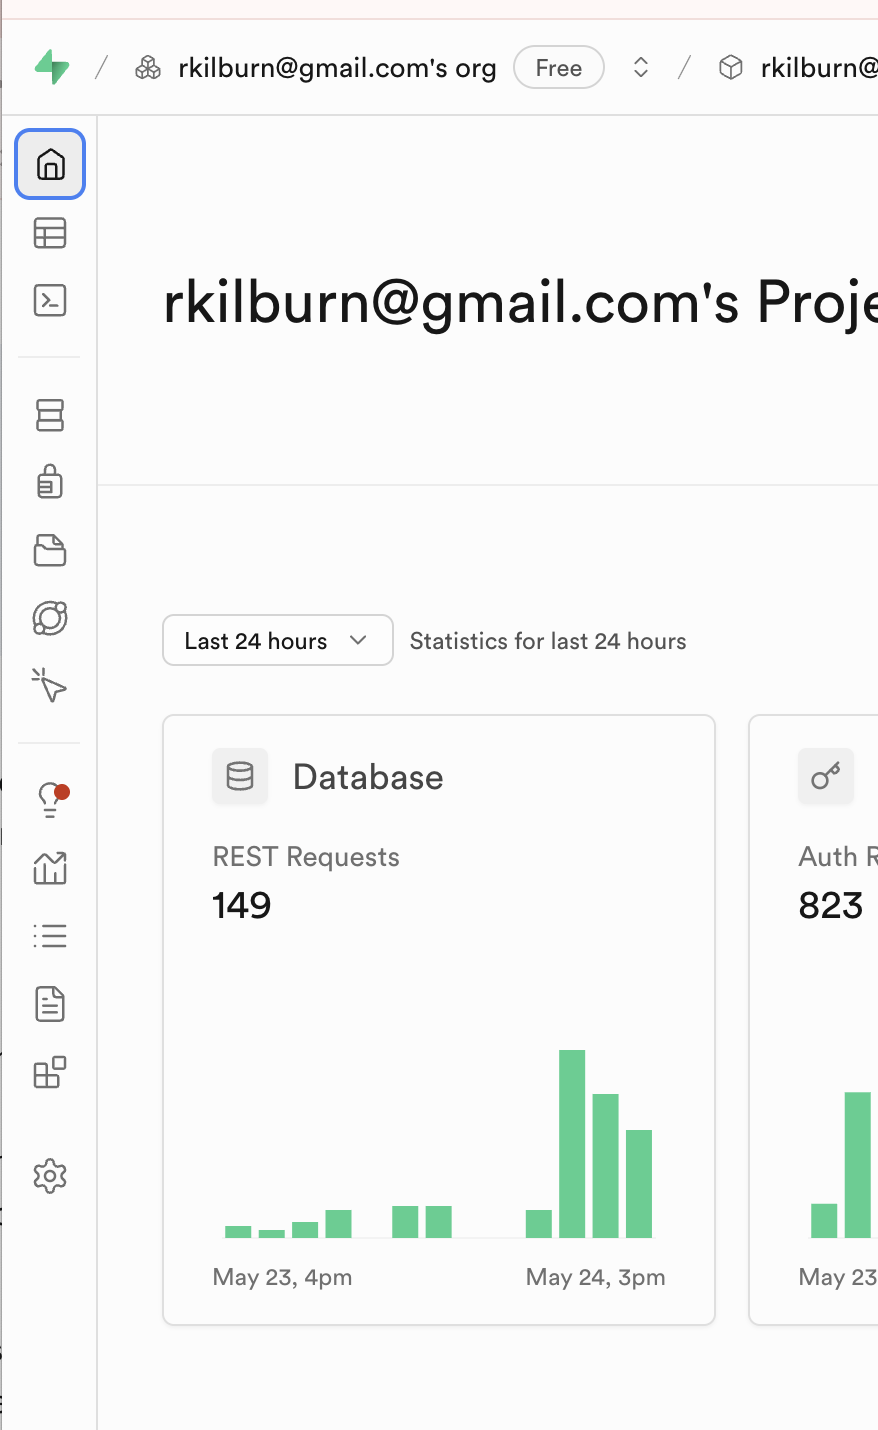 rkilburn@gmail.com's org Free rkilburn@
rkilburn@gmail.com's Proje
Last 24 hours Statistics for last 24 hours
Database
REST Requests
149
May 23, 4pm May 24, 3pm
Auth R
823
May 23